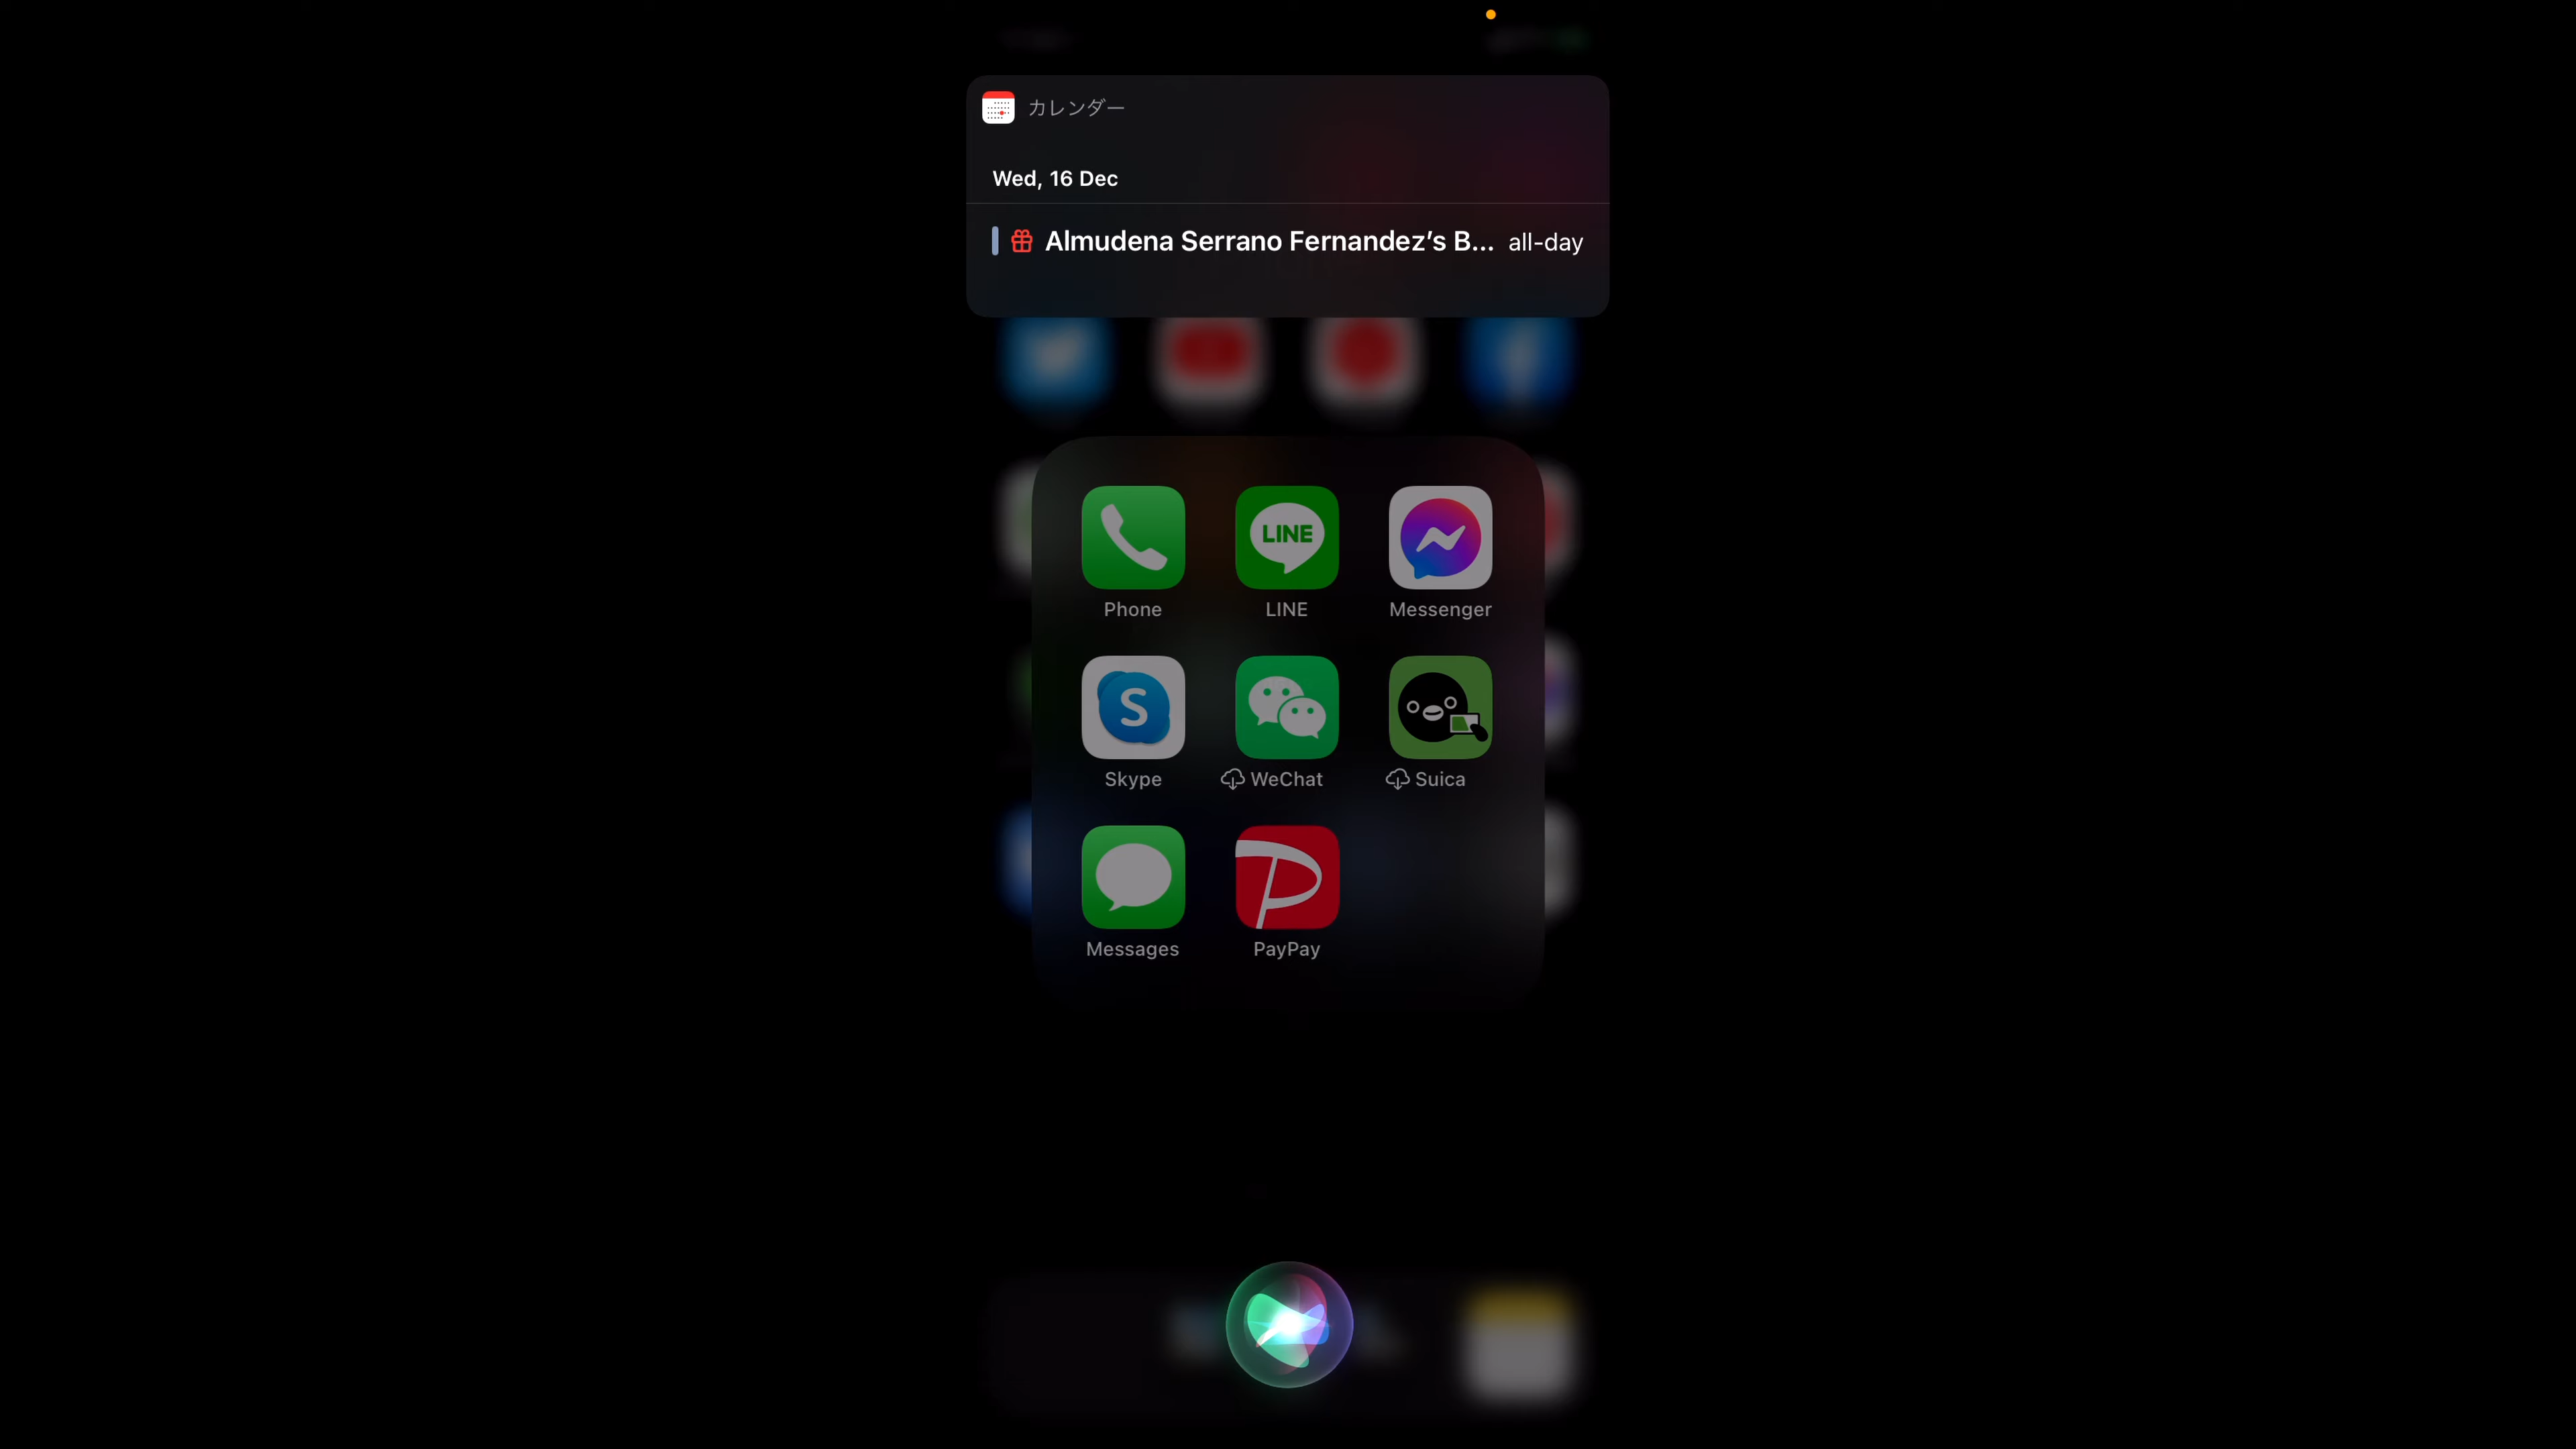 カレンダー
Wed, 16 Dec
Almudena Serrano Fernandez’s B... all-day
LINE
Phone LINE Messenger
S
Skype WeChat Suica
Messages PayPay